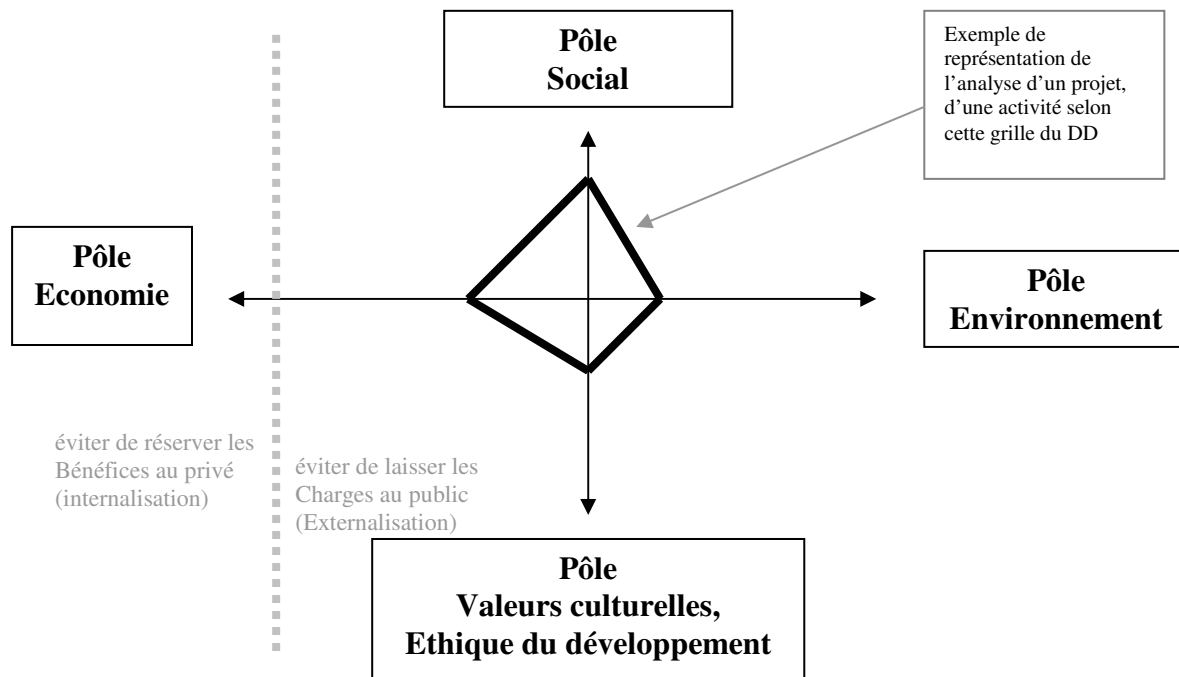 Pôle
Social
Exemple de
représentation de
l'analyse d'un projet,
d'une activité selon
cette grille du DD
Pôle
Economie
Pôle
Environnement
éviter de réserver les
Bénéfices au privé
(internalisation)
éviter de laisser les
Charges au public
(Externalisation)
Pôle
Valeurs culturelles,
Ethique du développement